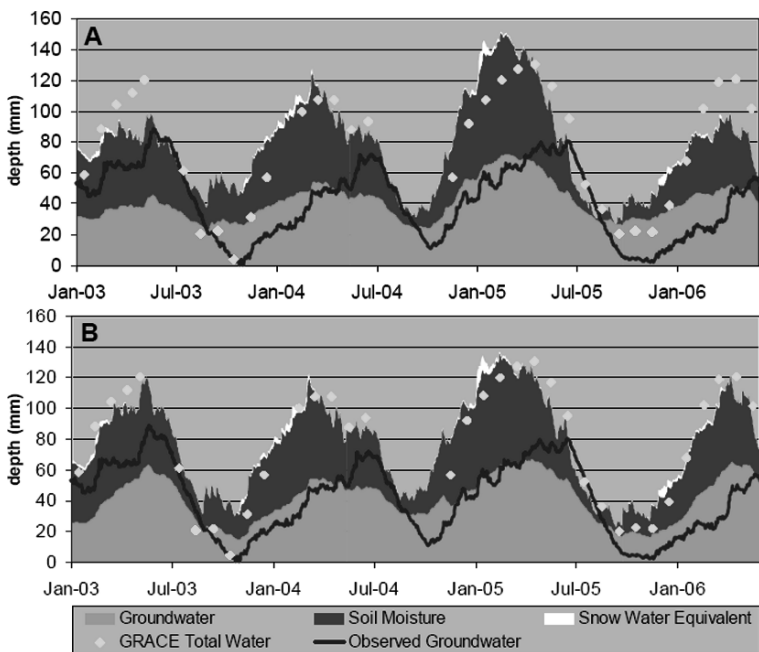 A
160
140
120
100
80
60
40
20
0
depth (mm)
Jan-03 Jul-03 Jan-04 Jul-04 Jan-05 Jul-05 Jan-06
B
160
140
120
100
80
60
40
20
0
depth (mm)
Jan-03 Jul-03 Jan-04 Jul-04 Jan-05 Jul-05 Jan-06
Groundwater Soil Moisture Snow Water Equivalent
GRACE Total Water Observed Groundwater